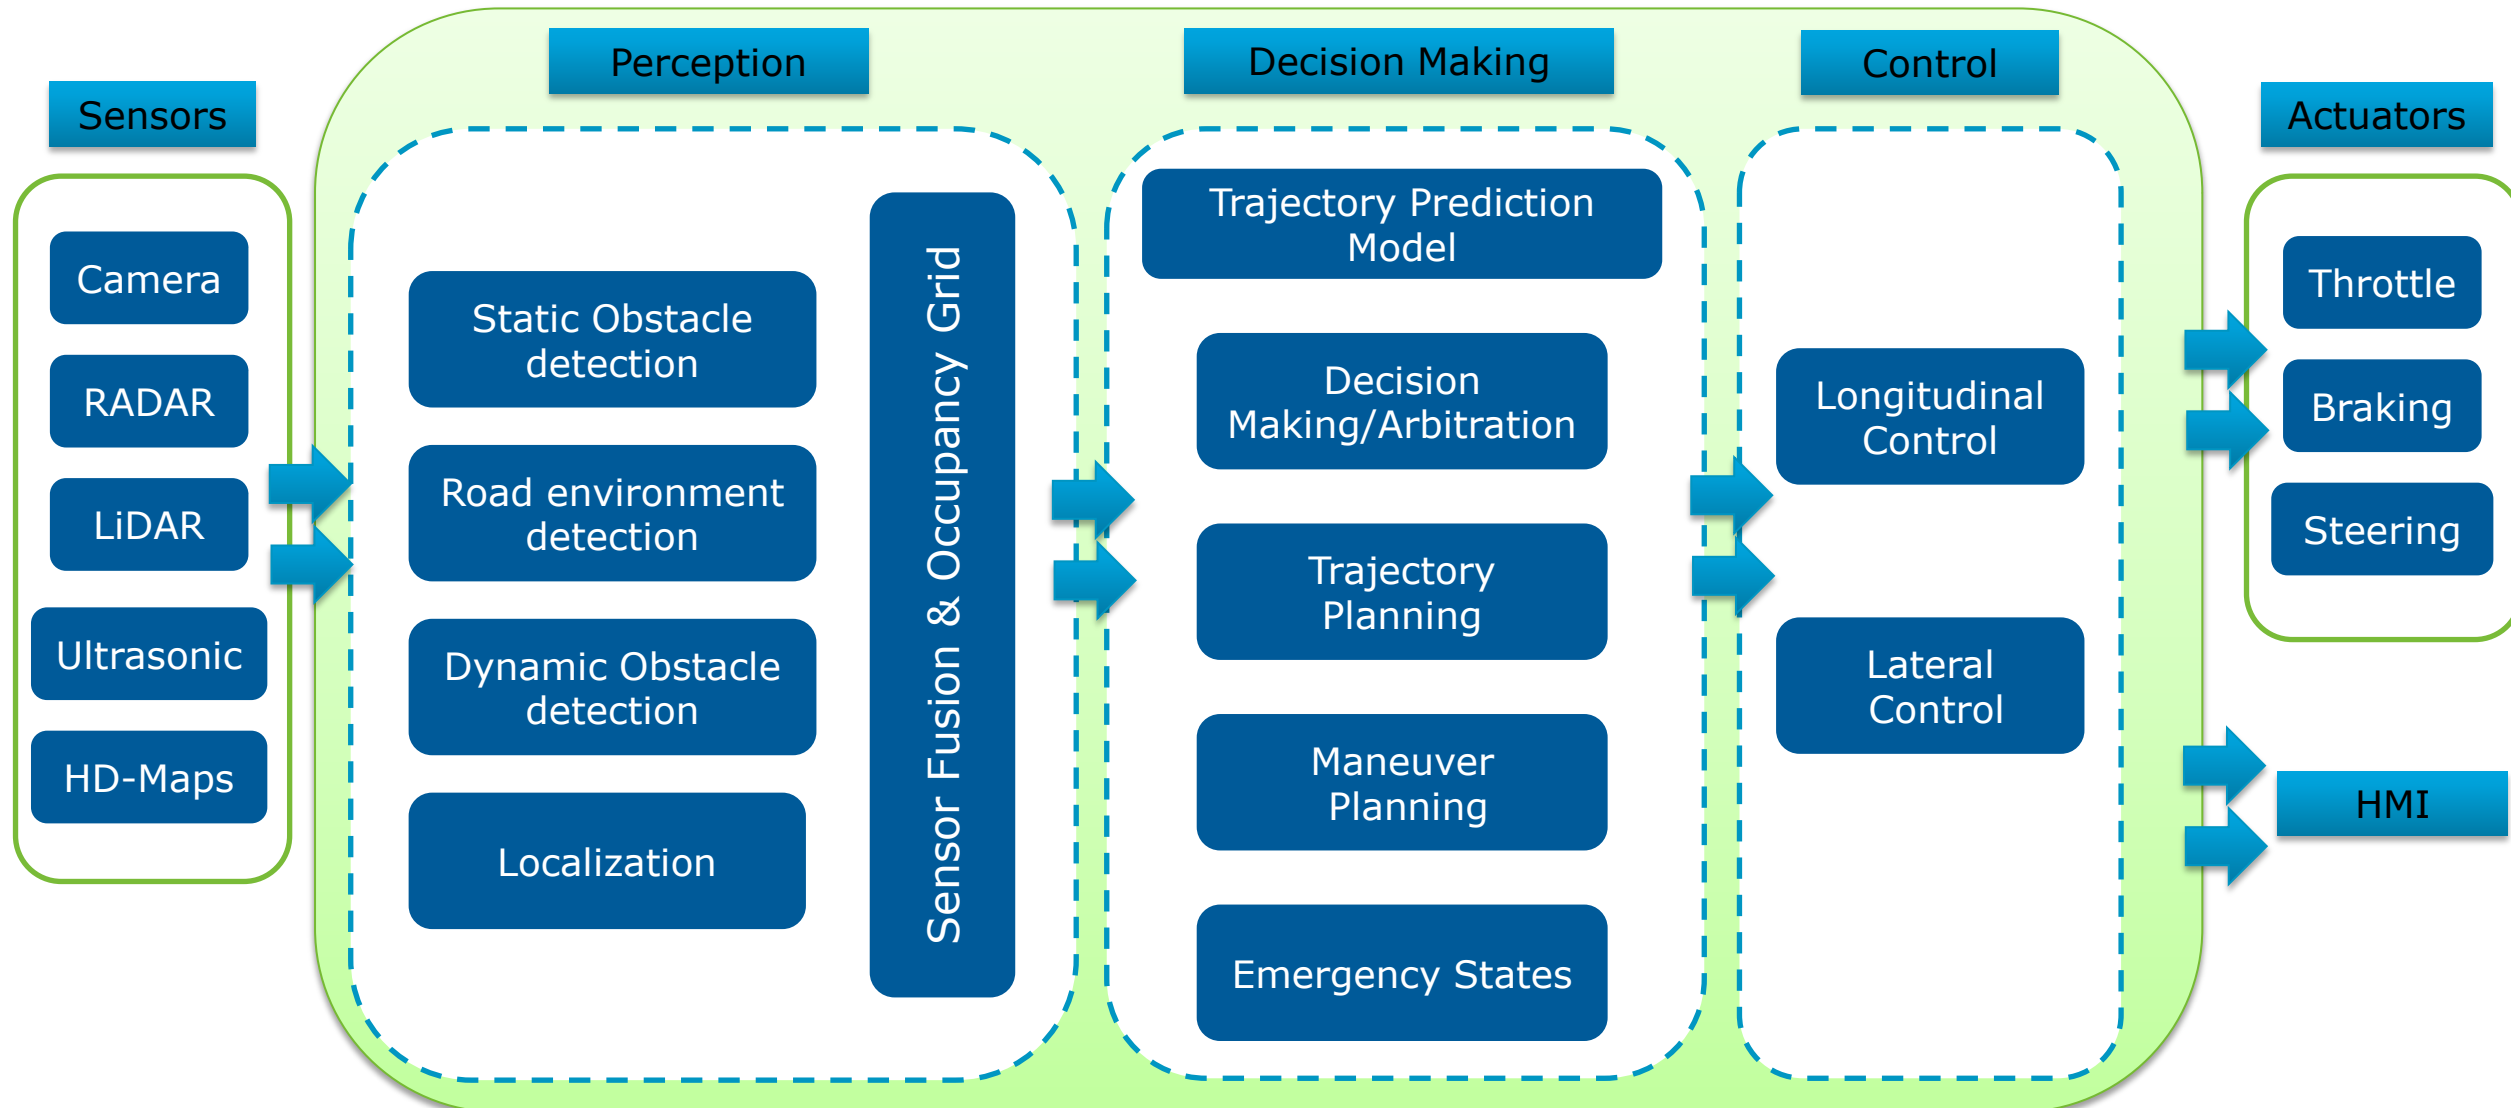 Sensors
Camera
RADAR
LiDAR
Ultrasonic
HD-Maps
Perception
Static Obstacle
detection
Road environment
detection
Dynamic Obstacle
detection
Localization
Sensor Fusion & Occupancy Grid
Decision Making
Trajectory Prediction
Model
Decision
Making/Arbitration
Trajectory
Planning
Maneuver
Planning
Emergency States
Control
Longitudinal
Control
Lateral
Control
Actuators
Throttle
Braking
Steering
HMI